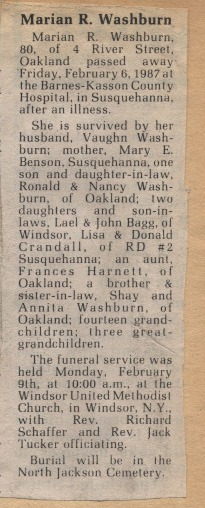 Marian R. Washburn
Marian R. Washburn,
80, of 4 River Street,
Oakland passed away
Friday, February 6, 1987 at
the Barnes-Kasson County
Hospital, in Susquehanna,
after an illness.
She is survived by her
husband, Vaughn Wash-
burn; mother, Mary E.
Benson, Susquehanna, one
son and daughter-in-law,
Ronald & Nancy Wash-
burn, of Oakland; two
daughters and son-in-
laws, Lael & John Bagg, of
Windsor, Lisa & Donald
Crandall, of RD #2
Susquehanna; an aunt,
Frances Harnett, of
Oakland; a brother &
sister-in-law, Shay and
Annita Washburn, of
Oakland; fourteen grand-
children; three great-
grandchildren.
The funeral service was
held Monday, February
9th, at 10:00 a.m., at the
Windsor United Methodist
Church, in Windsor, N.Y.,
with Rev. Richard
Schaffer and Rev. Jack
Tucker officiating.
Burial will be in the
North Jackson Cemetery.